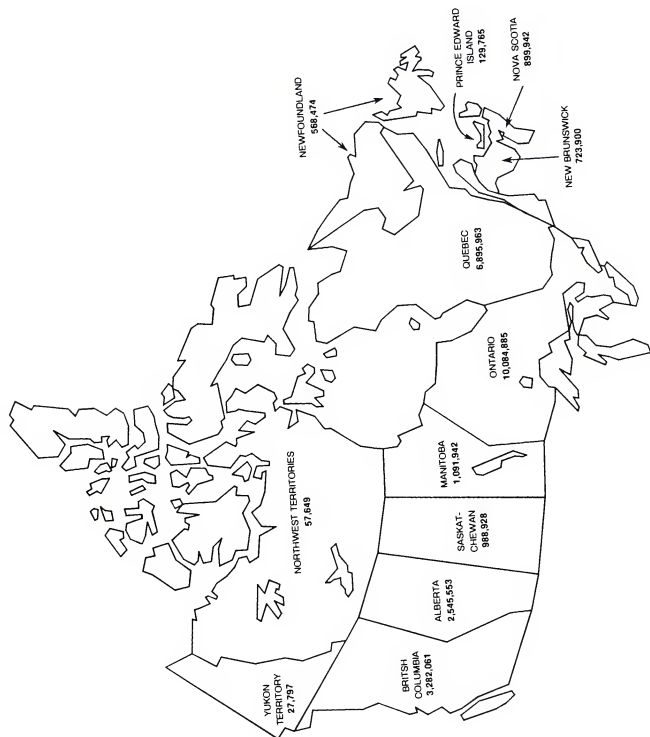 YUKON
TERRITORY
27,797
NORTHWEST TERRITORIES
57,649
BRITSH
COLUMBIA
3,282,061
ALBERTA
2,545,553
SASKAT-
CHEWAN
988,928
MANITOBA
1,091,942
ONTARIO
10,084,885
QUEBEC
6,895,963
NEWFOUNDLAND
568,474
PRINCE EDWARD
ISLAND
129,765
NOVA SCOTIA
899,942
NEW BRUNSWICK
723,900